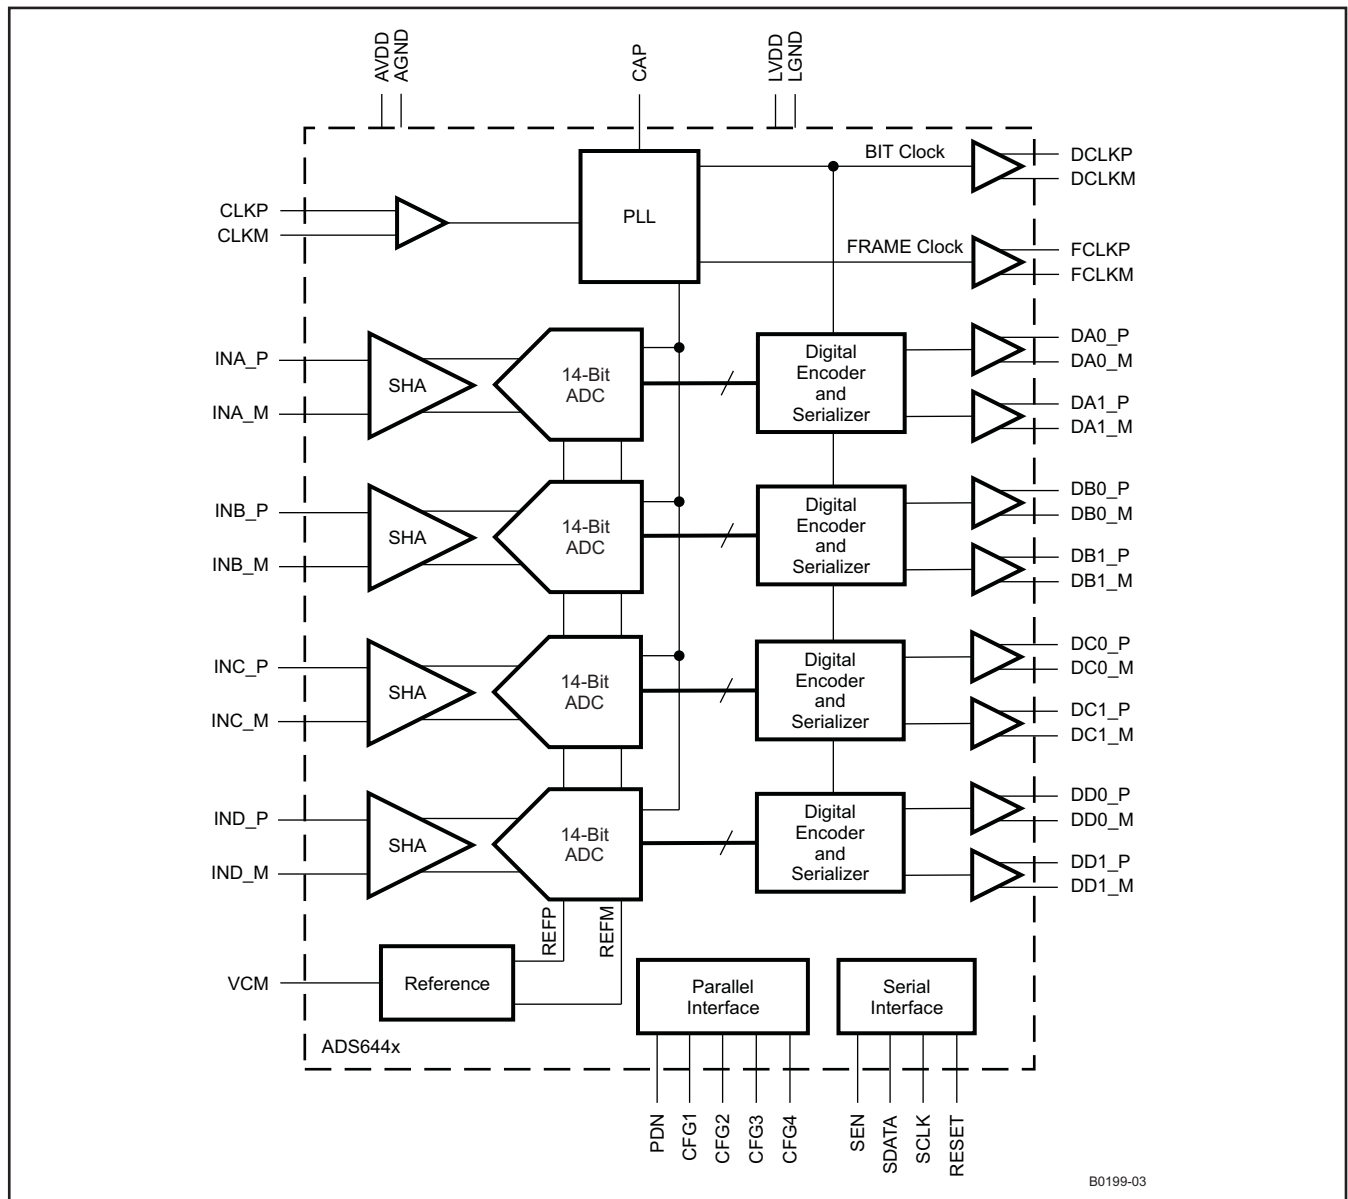 AVDD
AGND
CAP
LVDD
LGND
BIT Clock
DCLKP
DCLKM
CLKP
CLKM
PLL
FRAME Clock
FCLKP
FCLKM
INA_P
INA_M
SHA
14-Bit
ADC
Digital
Encoder
and
Serializer
DA0_P
DA0_M
DA1_P
DA1_M
INB_P
INB_M
SHA
14-Bit
ADC
Digital
Encoder
and
Serializer
DB0_P
DB0_M
DB1_P
DB1_M
INC_P
INC_M
SHA
14-Bit
ADC
Digital
Encoder
and
Serializer
DC0_P
DC0_M
DC1_P
DC1_M
IND_P
IND_M
SHA
14-Bit
ADC
Digital
Encoder
and
Serializer
DD0_P
DD0_M
DD1_P
DD1_M
REFP
REFM
VCM
Reference
Parallel
Interface
Serial
Interface
ADS644x
PDN
CFG1
CFG2
CFG3
CFG4
SEN
SDATA
SCLK
RESET
B0199-03